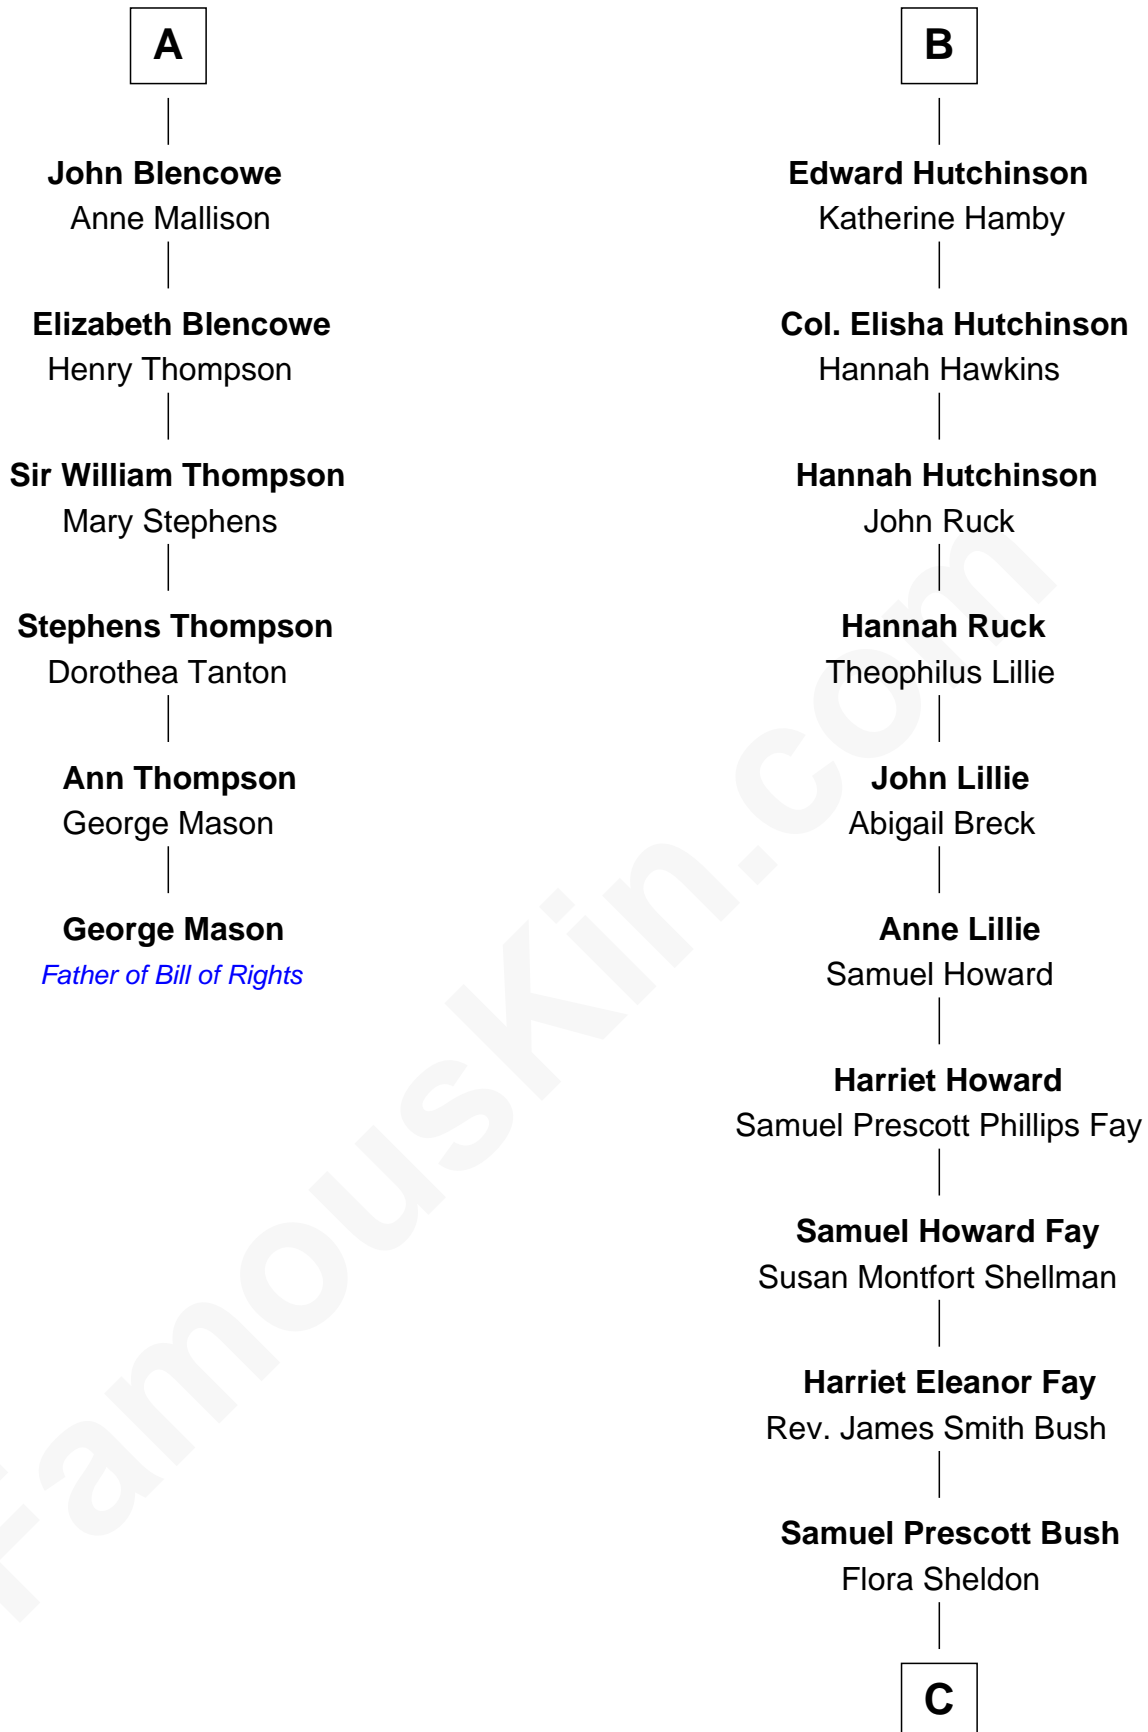 A
John Blencowe
Anne Mallison
Elizabeth Blencowe
Henry Thompson
Sir William Thompson
Mary Stephens
Stephens Thompson
Dorothea Tanton
Ann Thompson
George Mason
George Mason
Father of Bill of Rights
B
Edward Hutchinson
Katherine Hamby
Col. Elisha Hutchinson
Hannah Hawkins
Hannah Hutchinson
John Ruck
Hannah Ruck
Theophilus Lillie
John Lillie
Abigail Breck
Anne Lillie
Samuel Howard
Harriet Howard
Samuel Prescott Phillips Fay
Samuel Howard Fay
Susan Montfort Shellman
Harriet Eleanor Fay
Rev. James Smith Bush
Samuel Prescott Bush
Flora Sheldon
C
FamousKin.com